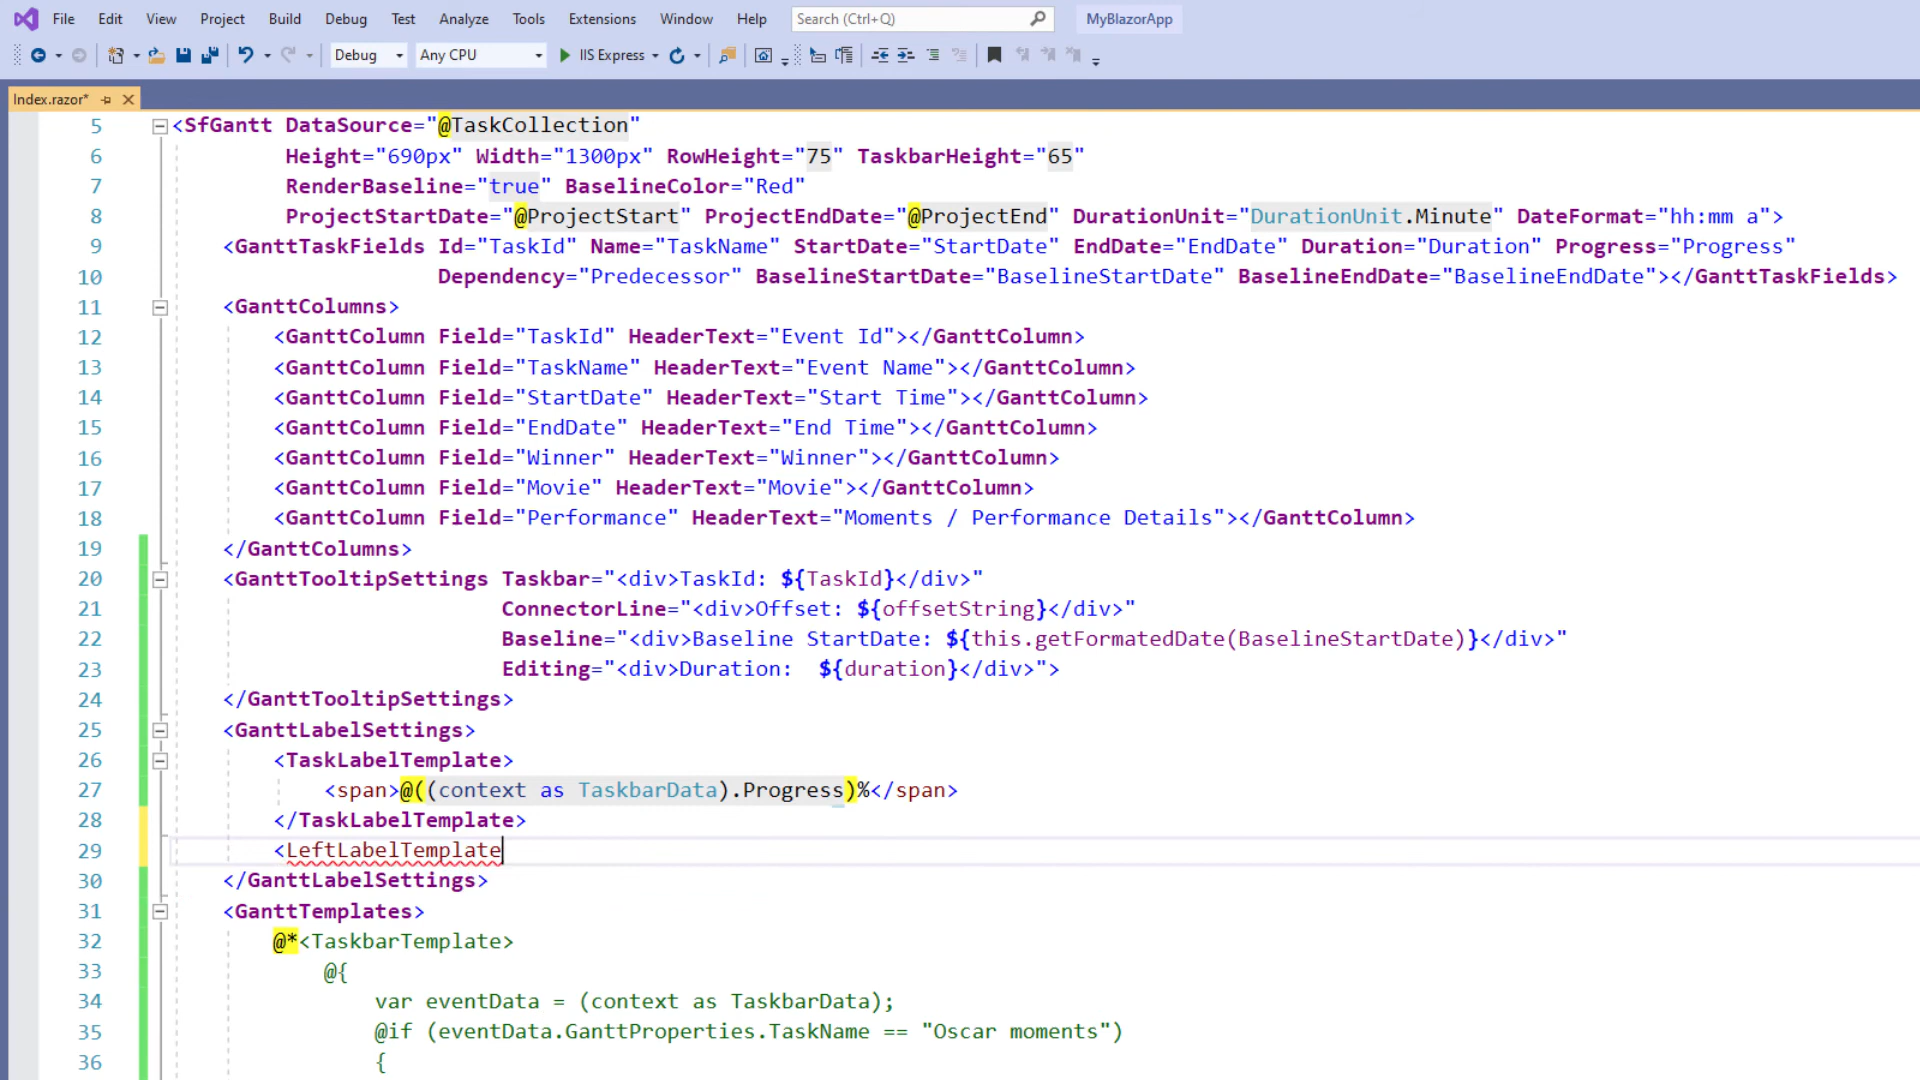 File Edit View Project Build Debug Test Analyze Tools Extensions Window Help Search (Ctrl+Q) MyBlazorApp
Debug Any CPU IIS Express
Index.razor*
5 <SfGantt DataSource="@TaskCollection"
6 Height="690px" Width="1300px" RowHeight="75" TaskbarHeight="65"
7 RenderBaseline="true" BaselineColor="Red"
8 ProjectStartDate="@ProjectStart" ProjectEndDate="@ProjectEnd" DurationUnit="DurationUnit.Minute" DateFormat="hh:mm a">
9 <GanttTaskFields Id="TaskId" Name="TaskName" StartDate="StartDate" EndDate="EndDate" Duration="Duration" Progress="Progress"
10 Dependency="Predecessor" BaselineStartDate="BaselineStartDate" BaselineEndDate="BaselineEndDate"></GanttTaskFields>
11 <GanttColumns>
12 <GanttColumn Field="TaskId" HeaderText="Event Id"></GanttColumn>
13 <GanttColumn Field="TaskName" HeaderText="Event Name"></GanttColumn>
14 <GanttColumn Field="StartDate" HeaderText="Start Time"></GanttColumn>
15 <GanttColumn Field="EndDate" HeaderText="End Time"></GanttColumn>
16 <GanttColumn Field="Winner" HeaderText="Winner"></GanttColumn>
17 <GanttColumn Field="Movie" HeaderText="Movie"></GanttColumn>
18 <GanttColumn Field="Performance" HeaderText="Moments / Performance Details"></GanttColumn>
19 </GanttColumns>
20 <GanttTooltipSettings Taskbar="<div>TaskId: ${TaskId}</div>"
21 ConnectorLine="<div>Offset: ${offsetString}</div>"
22 Baseline="<div>Baseline StartDate: ${this.getFormatedDate(BaselineStartDate)}</div>"
23 Editing="<div>Duration:  ${duration}</div>">
24 </GanttTooltipSettings>
25 <GanttLabelSettings>
26 <TaskLabelTemplate>
27 <span>@((context as TaskbarData).Progress)%</span>
28 </TaskLabelTemplate>
29 <LeftLabelTemplate
30 </GanttLabelSettings>
31 <GanttTemplates>
32 @*<TaskbarTemplate>
33 @{
34 var eventData = (context as TaskbarData);
35 @if (eventData.GanttProperties.TaskName == "Oscar moments")
36 {